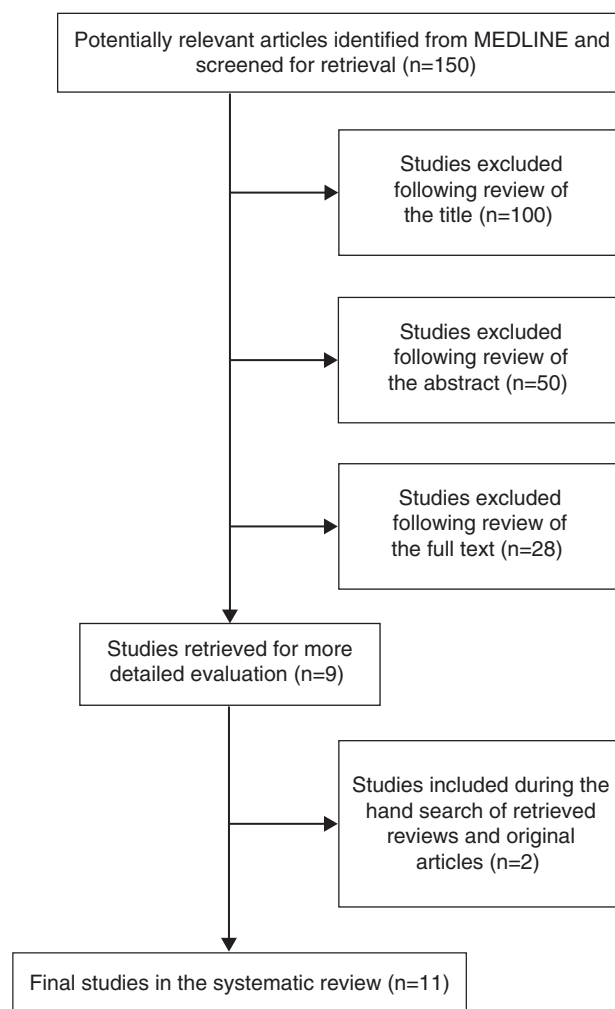 Potentially relevant articles identified from MEDLINE and
screened for retrieval (n=150)
Studies excluded
following review of
the title (n=100)
Studies excluded
following review of
the abstract (n=50)
Studies excluded
following review of
the full text (n=28)
Studies retrieved for more
detailed evaluation (n=9)
Studies included during the
hand search of retrieved
reviews and original
articles (n=2)
Final studies in the systematic review (n=11)